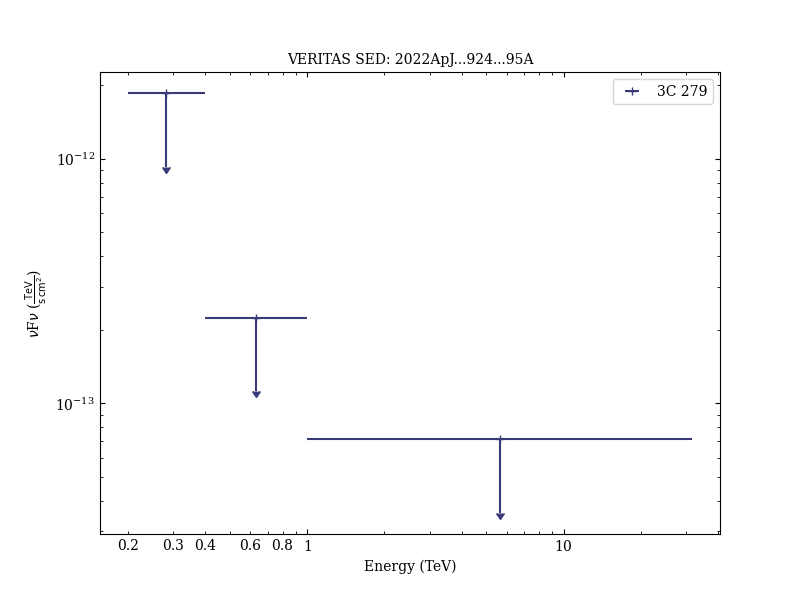 VERITAS SED: 2022ApJ...924...95A
3C 279
10⁻¹²
10⁻¹³
νFν (TeV / s cm²)
0.2 0.3 0.4 0.6 0.8 1 10
Energy (TeV)